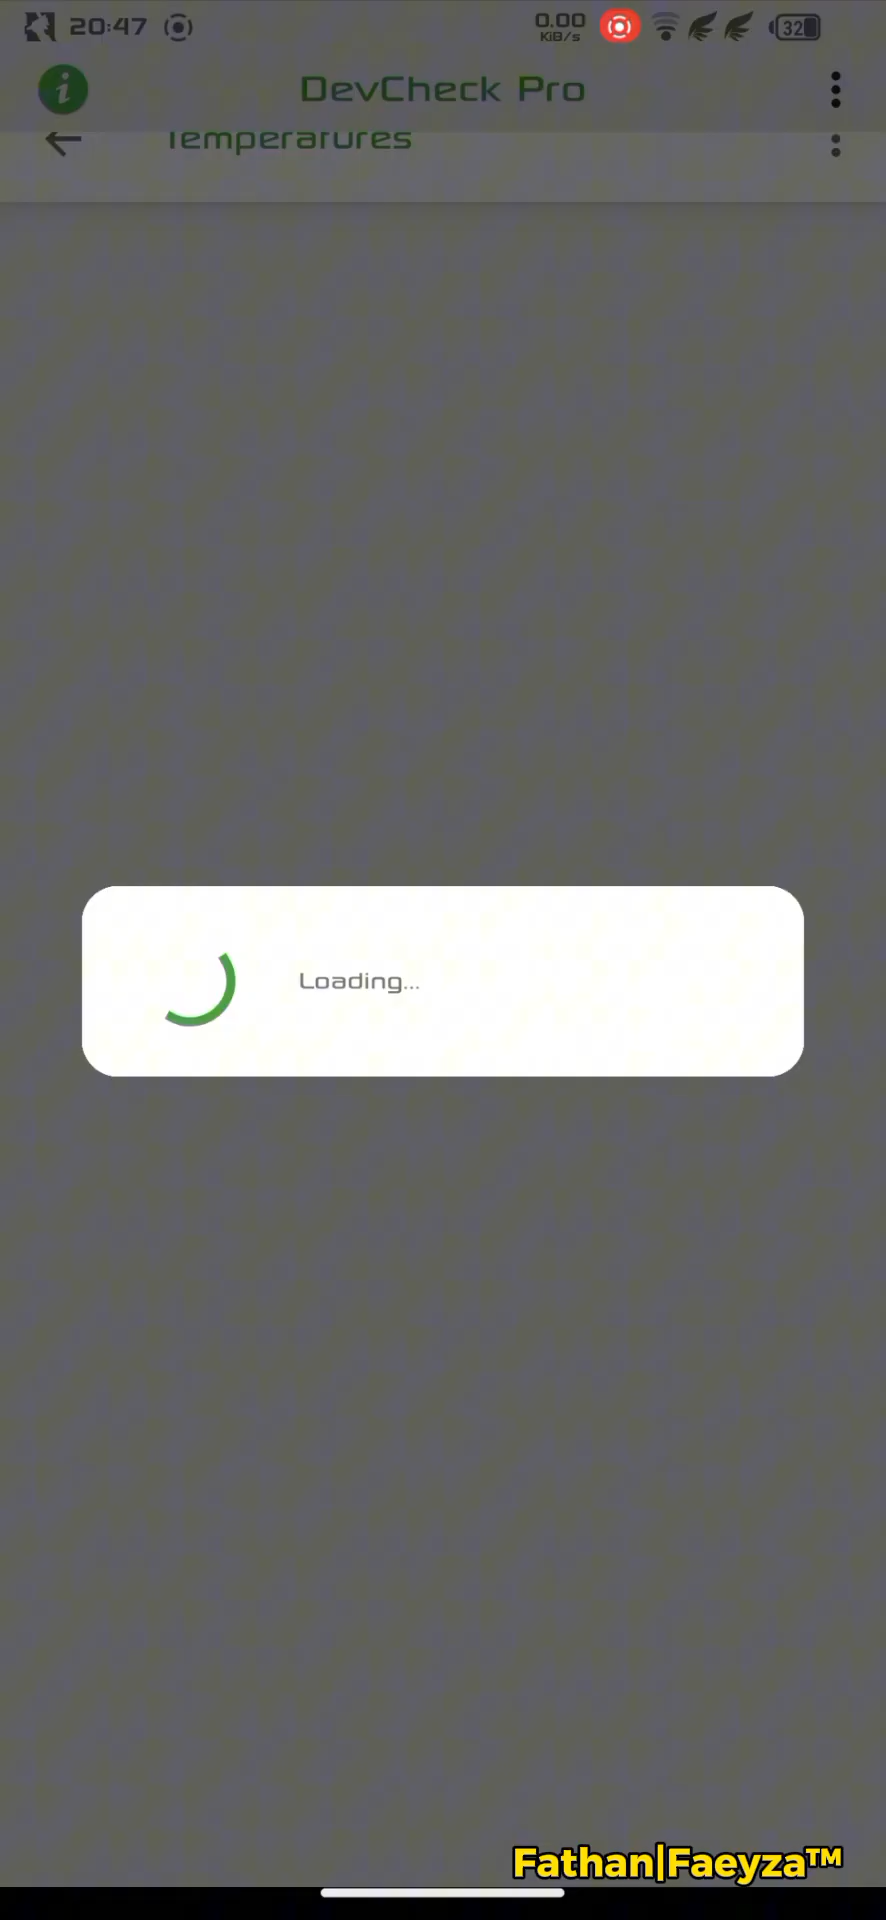 20:47
0.00
KiB/s
32
i
DevCheck Pro
Temperatures
Loading...
Fathan|Faeyza™